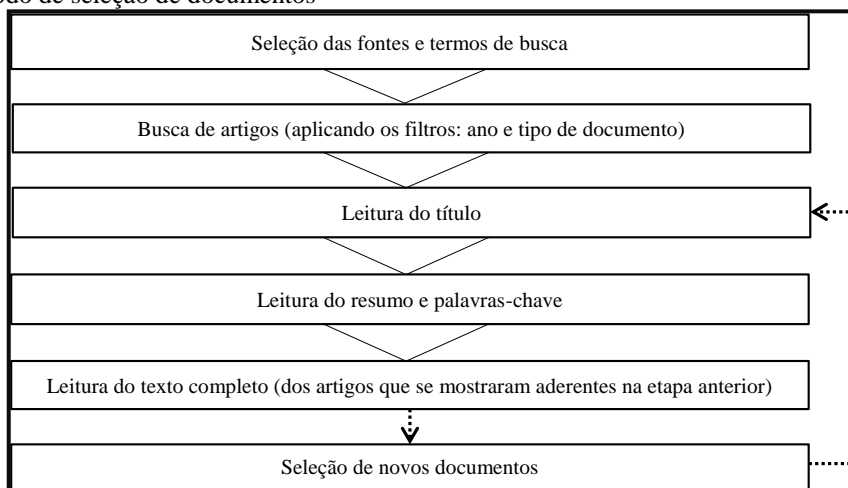 de seleção de documentos
Seleção das fontes e termos de busca
Busca de artigos (aplicando os filtros: ano e tipo de documento)
Leitura do título
Leitura do resumo e palavras-chave
Leitura do texto completo (dos artigos que se mostraram aderentes na etapa anterior)
Seleção de novos documentos